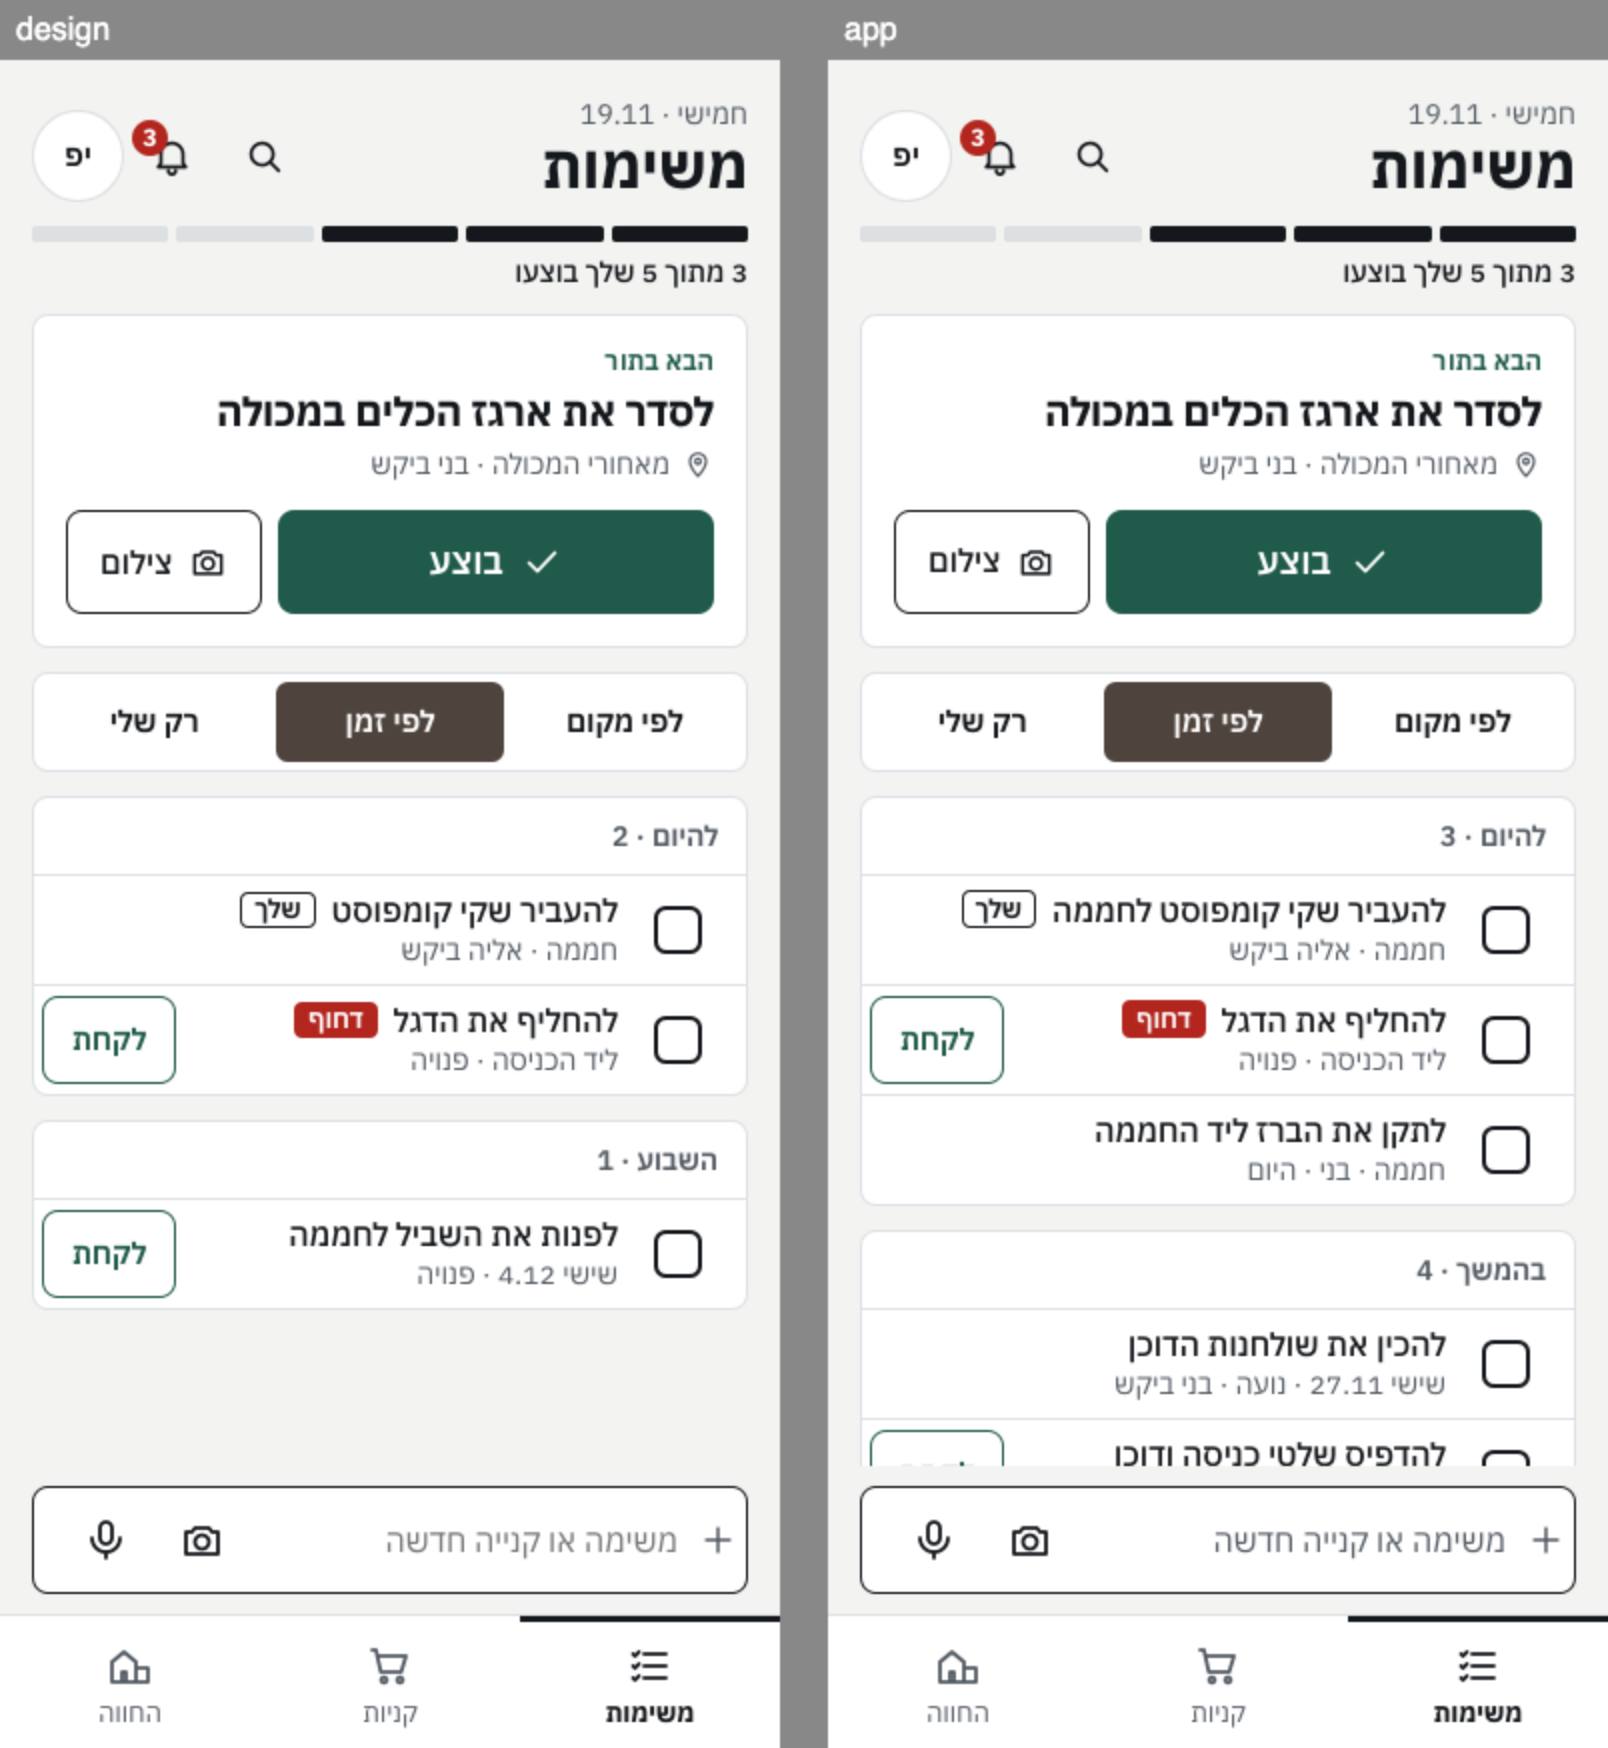 design
חמישי · 19.11
משימות
3
יפ
3 מתוך 5 שלך בוצעו
הבא בתור
לסדר את ארגז הכלים במכולה
מאחורי המכולה · בני ביקש
בוצע
צילום
לפי מקום
לפי זמן
רק שלי
להיום · 2
להעביר שקי קומפוסט שלך
חממה · אליה ביקש
להחליף את הדגל דחוף
ליד הכניסה · פנויה
לקחת
השבוע · 1
לפנות את השביל לחממה
שישי 4.12 · פנויה
לקחת
משימה או קנייה חדשה
משימות
קניות
החווה
app
חמישי · 19.11
משימות
3
יפ
3 מתוך 5 שלך בוצעו
הבא בתור
לסדר את ארגז הכלים במכולה
מאחורי המכולה · בני ביקש
בוצע
צילום
לפי מקום
לפי זמן
רק שלי
להיום · 3
להעביר שקי קומפוסט לחממה שלך
חממה · אליה ביקש
להחליף את הדגל דחוף
ליד הכניסה · פנויה
לקחת
לתקן את הברז ליד החממה
חממה · בני · היום
בהמשך · 4
להכין את שולחנות הדוכן
שישי 27.11 · נועה · בני ביקש
להדפיס שלטי כניסה ודוכן
משימה או קנייה חדשה
משימות
קניות
החווה